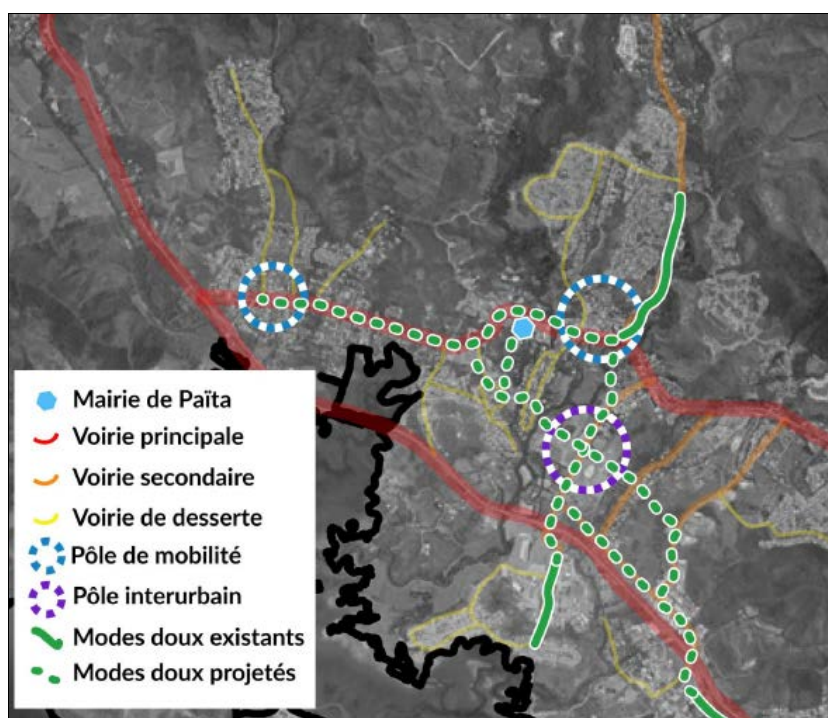 Mairie de Païta
Voirie principale
Voirie secondaire
Voirie de desserte
Pôle de mobilité
Pôle interurbain
Modes doux existants
Modes doux projetés